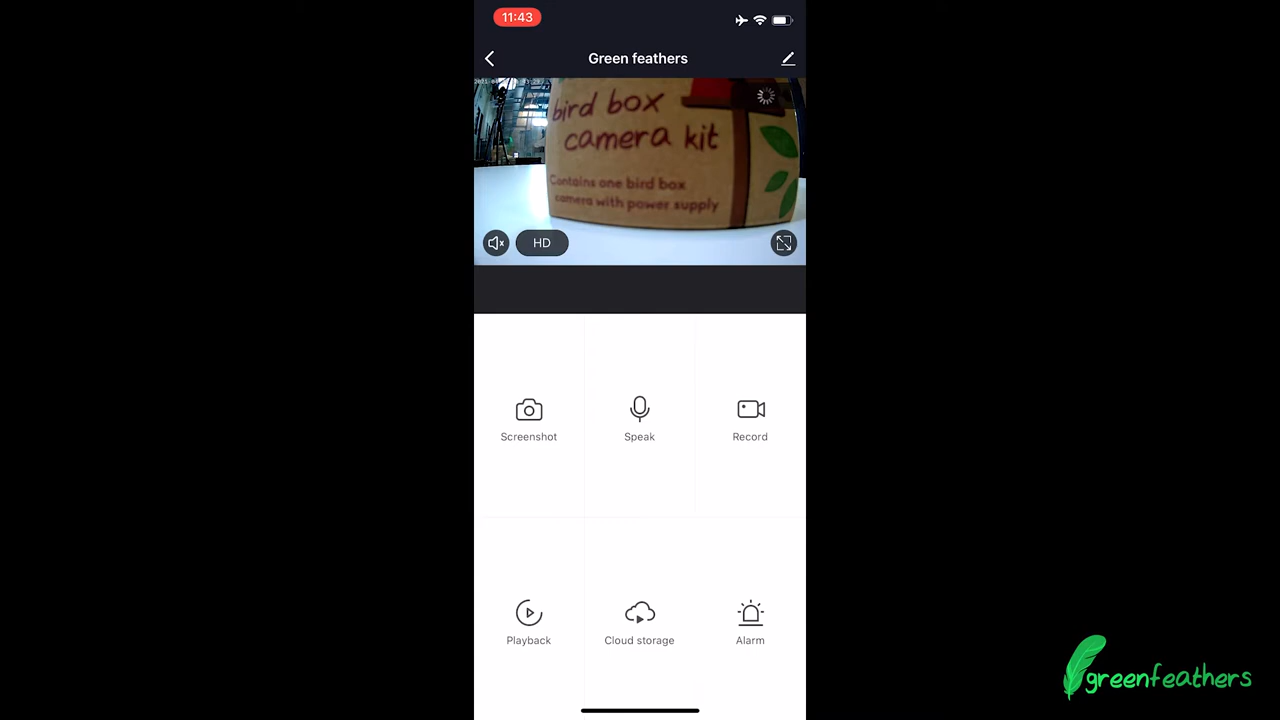 11:43
Green feathers
bird box
camera kit
Contains one bird box
camera with power supply
HD
Screenshot
Speak
Record
Playback
Cloud storage
Alarm
greenfeathers